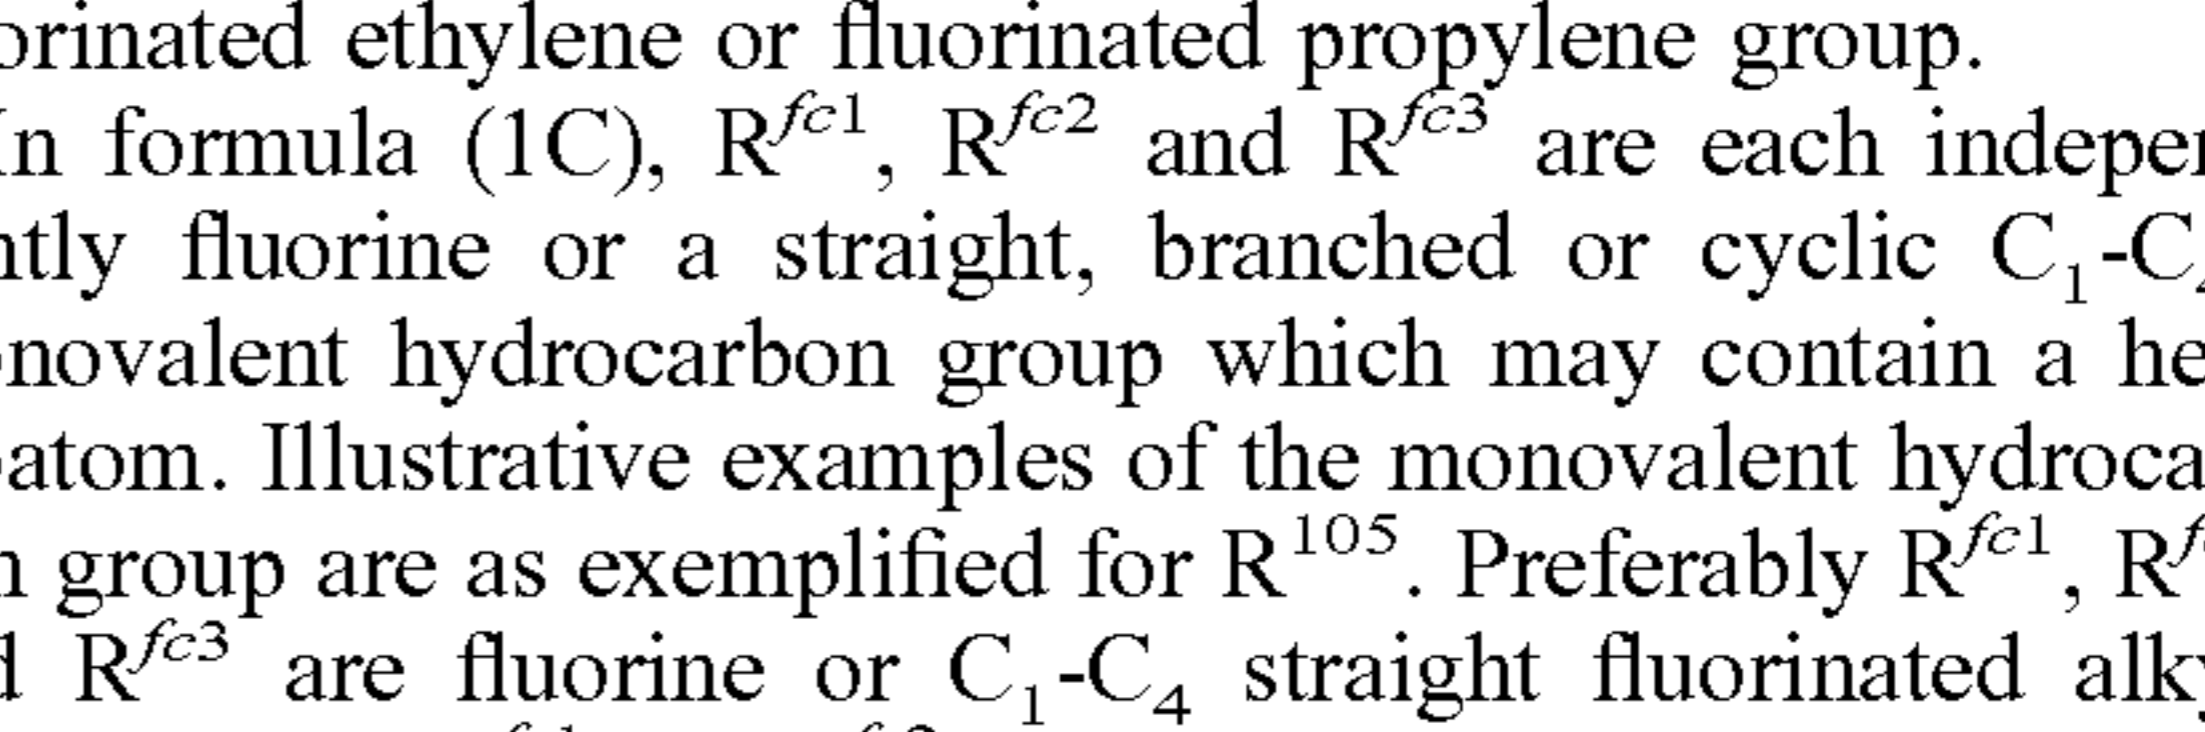 orinated ethylene or fluorinated propylene group.
In formula (1C), R^fc1, R^fc2 and R^fc3 are each indepen
ntly fluorine or a straight, branched or cyclic C₁-C
novalent hydrocarbon group which may contain a he
atom. Illustrative examples of the monovalent hydroca
n group are as exemplified for R^105. Preferably R^fc1, R^f
d R^fc3 are fluorine or C₁-C₄ straight fluorinated alky